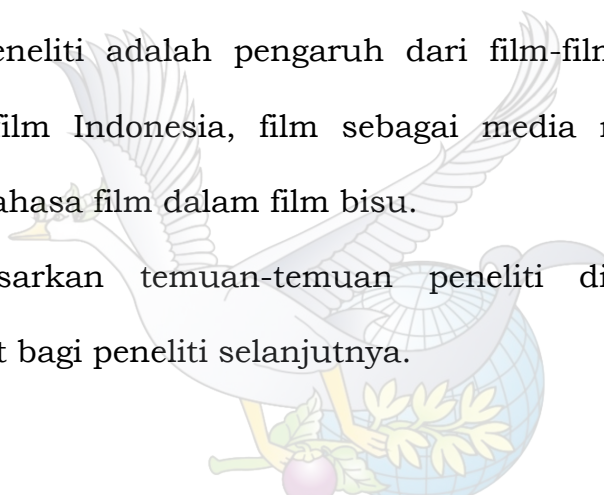 eneliti adalah pengaruh dari film-film
film Indonesia, film sebagai media
ahasa film dalam film bisu.
sarkan temuan-temuan peneliti di
t bagi peneliti selanjutnya.